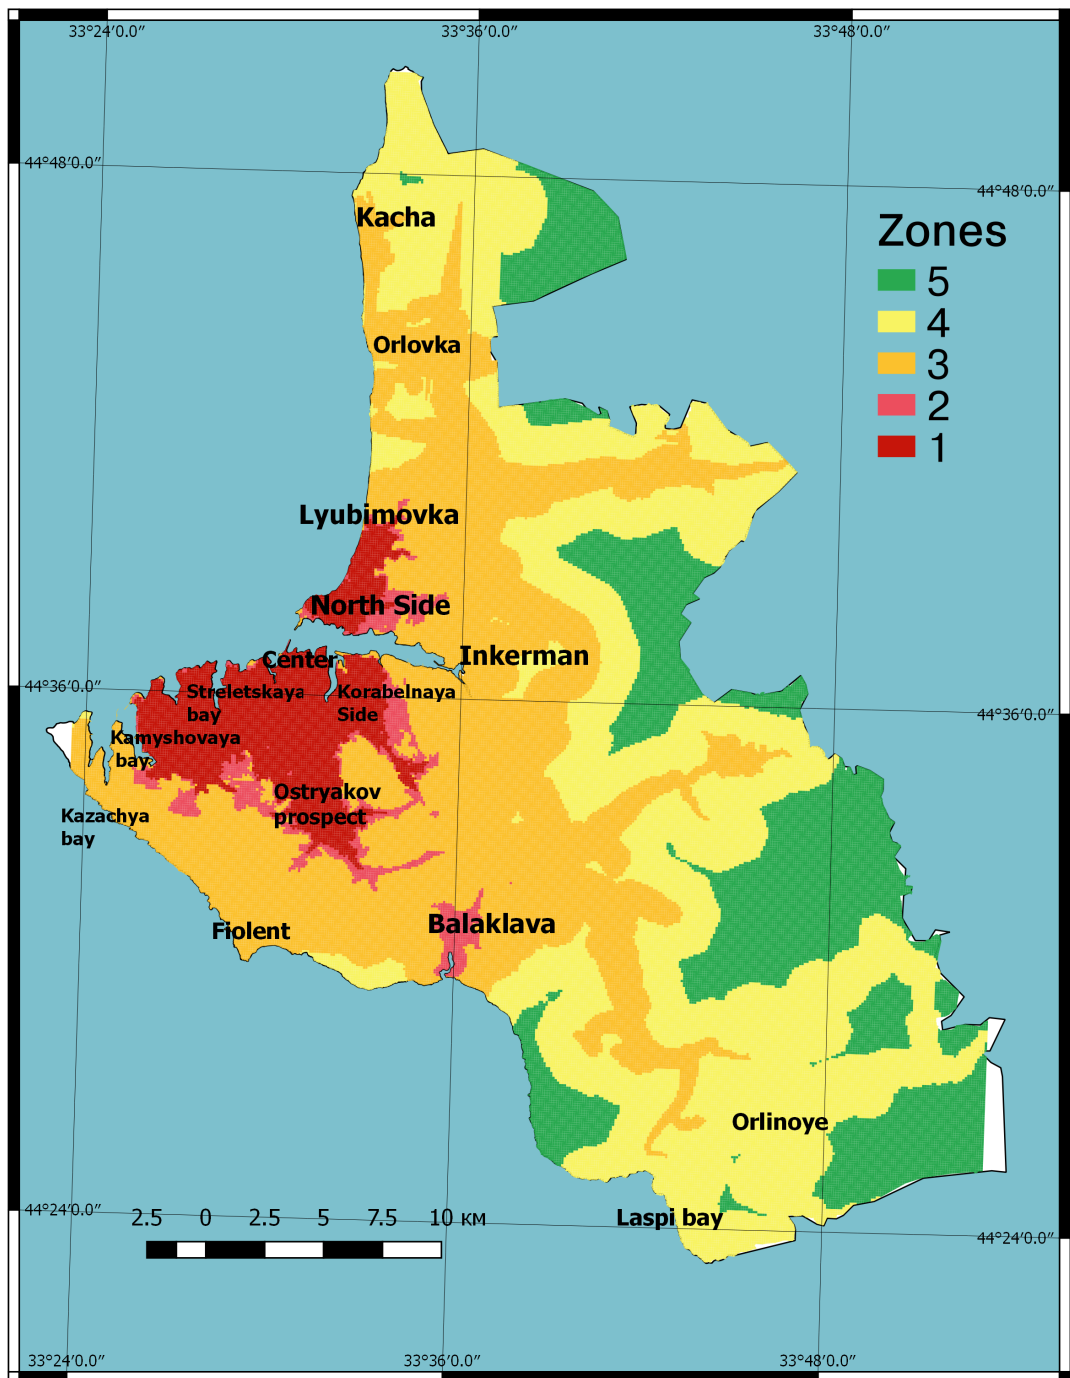 33°24′0.0″ 33°36′0.0″ 33°48′0.0″
44°48′0.0″
44°48′0.0″
Kacha
Zones
5
4
3
2
1
Orlovka
Lyubimovka
North Side
Center
Inkerman
Streletskaya
bay
Korabelnaya
Side
44°36′0.0″
44°36′0.0″
Kamyshovaya
bay
Ostryakov
prospect
Kazachya
bay
Fiolent
Balaklava
Orlinoye
Laspi bay
44°24′0.0″
44°24′0.0″
2.5 0 2.5 5 7.5 10 км
33°24′0.0″ 33°36′0.0″ 33°48′0.0″